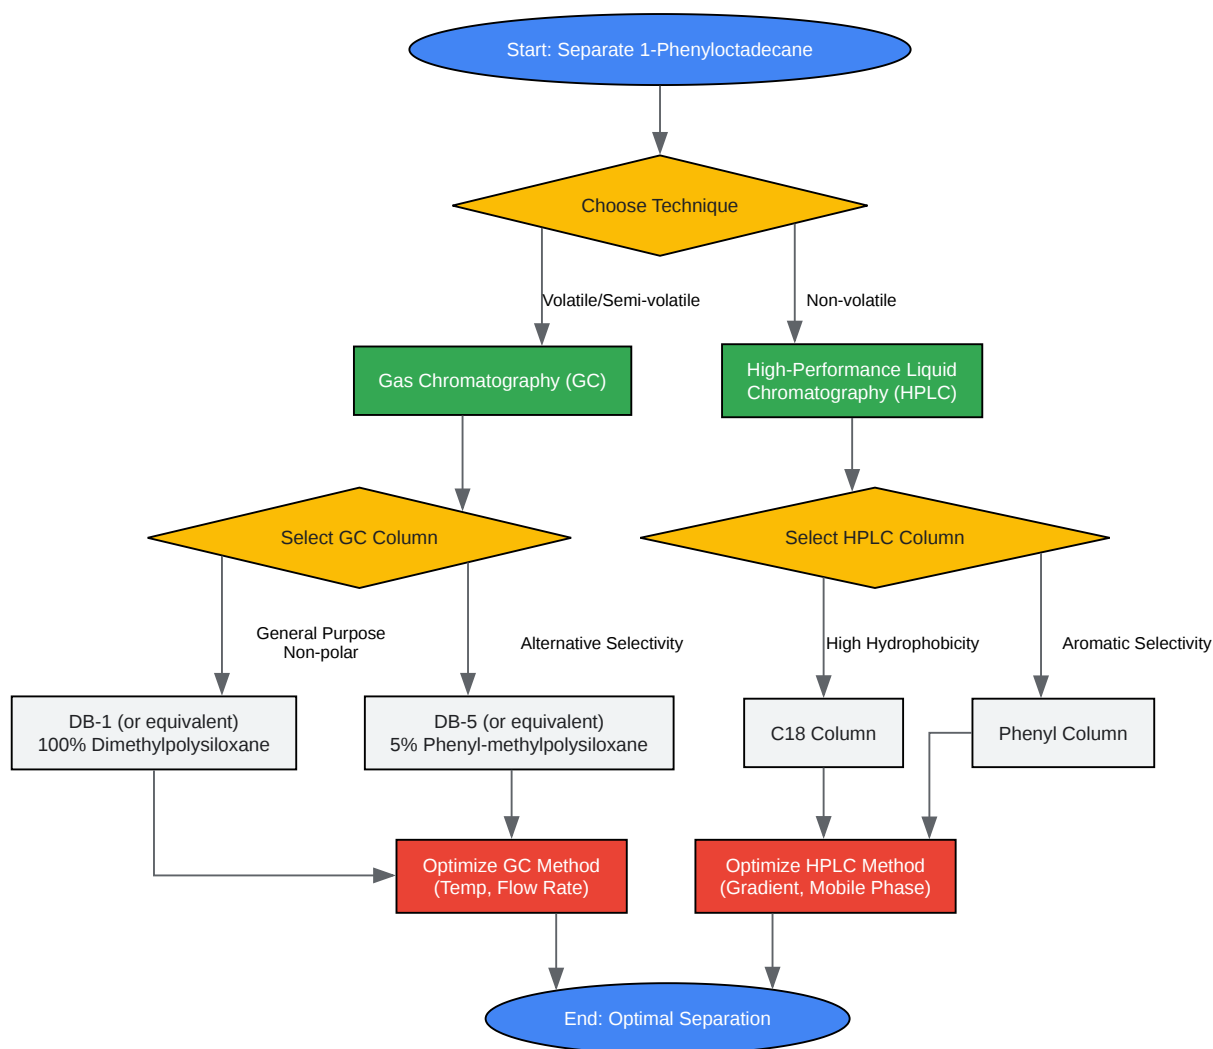 Start: Separate 1-Phenyloctadecane
Choose Technique
Volatile/Semi-volatile
Non-volatile
Gas Chromatography (GC)
High-Performance Liquid
Chromatography (HPLC)
Select GC Column
Select HPLC Column
General Purpose
Non-polar
Alternative Selectivity
High Hydrophobicity
Aromatic Selectivity
DB-1 (or equivalent)
100% Dimethylpolysiloxane
DB-5 (or equivalent)
5% Phenyl-methylpolysiloxane
C18 Column
Phenyl Column
Optimize GC Method
(Temp, Flow Rate)
Optimize HPLC Method
(Gradient, Mobile Phase)
End: Optimal Separation